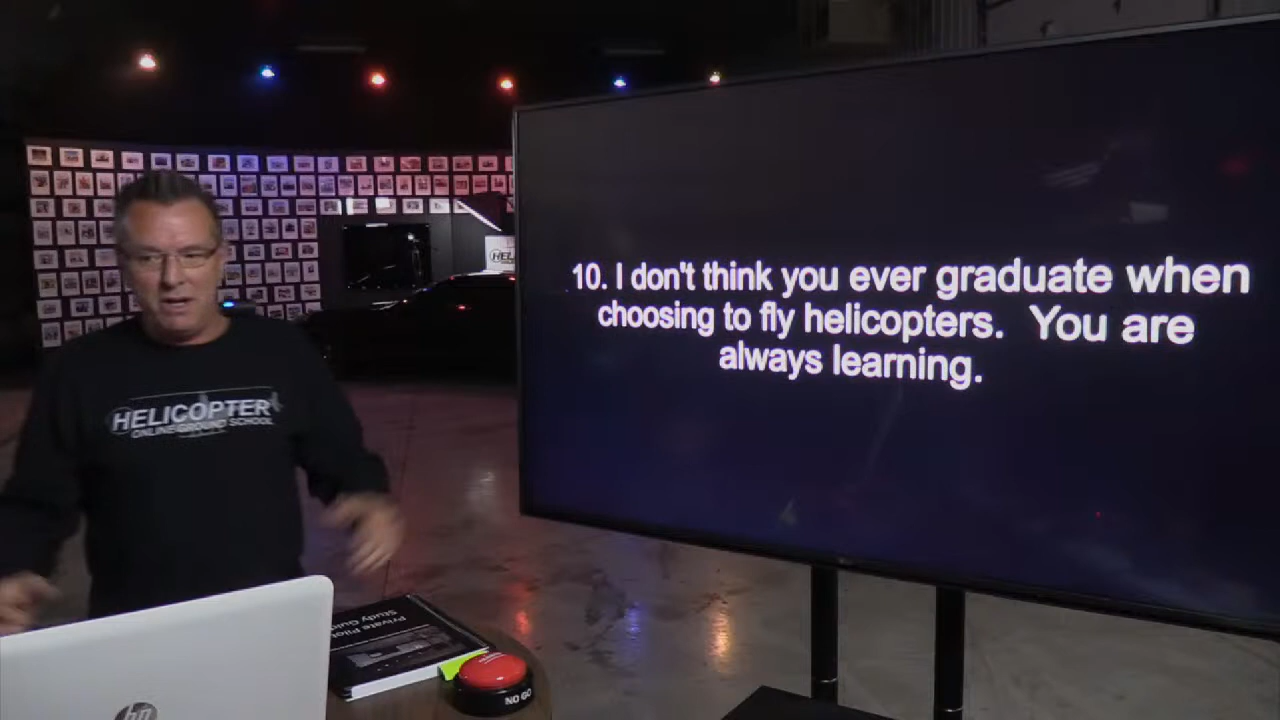 10. I don't think you ever graduate when
choosing to fly helicopters.  You are
always learning.
HELICOPTER
ONLINE GROUND SCHOOL
HELI
Private Pilot
Study Guide
NO GO
hp